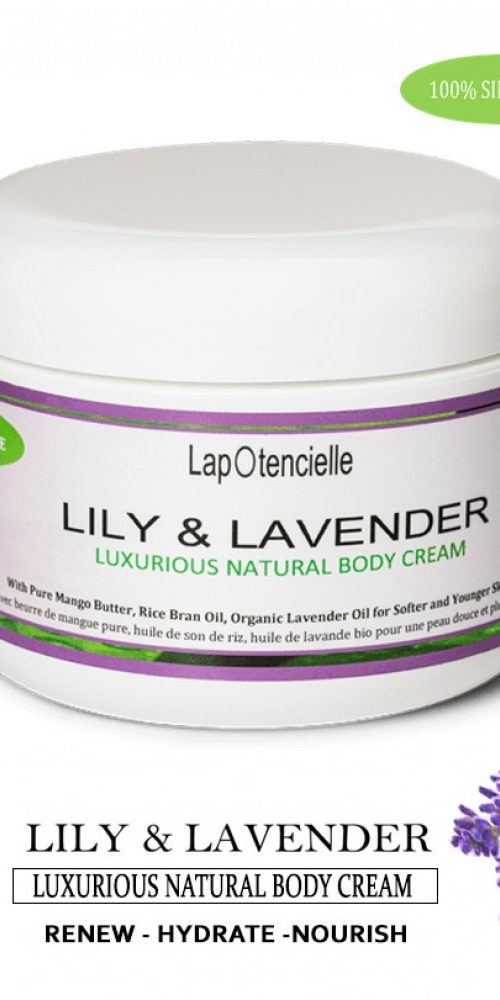 100%
LapOtencielle
LILY & LAVENDER
LUXURIOUS NATURAL BODY CREAM
With Pure Mango Butter, Rice Bran Oil, Organic Lavender Oil for Softer and Younger
beurre de mangue pure, huile de son de riz, huile de lavande bio pour une peau douce et
LILY & LAVENDER
LUXURIOUS NATURAL BODY CREAM
RENEW - HYDRATE -NOURISH